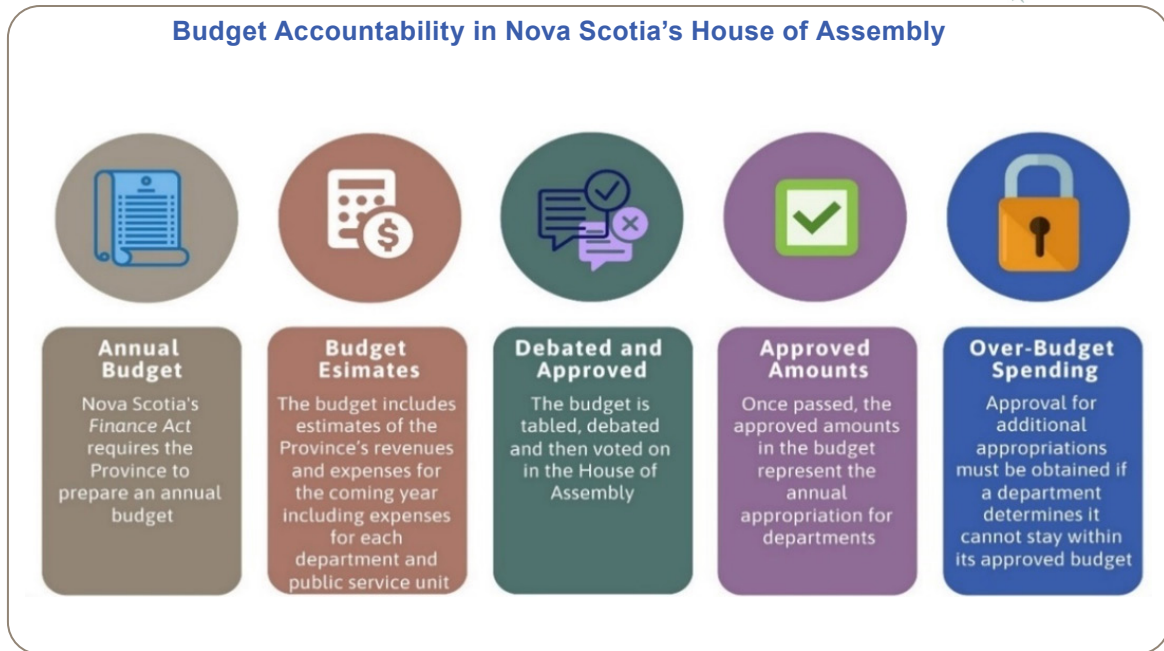 Budget Accountability in Nova Scotia’s House of Assembly
Annual
Budget
Nova Scotia's
Finance Act
requires the
Province to
prepare an annual
budget
Budget
Esimates
The budget includes
estimates of the
Province’s revenues
and expenses for
the coming year
including expenses
for each
department and
public service unit
Debated and
Approved
The budget is
tabled, debated
and then voted on
in the House of
Assembly
Approved
Amounts
Once passed, the
approved amounts
in the budget
represent the
annual
appropriation for
departments
Over-Budget
Spending
Approval for
additional
appropriations
must be obtained if
a department
determines it
cannot stay within
its approved budget